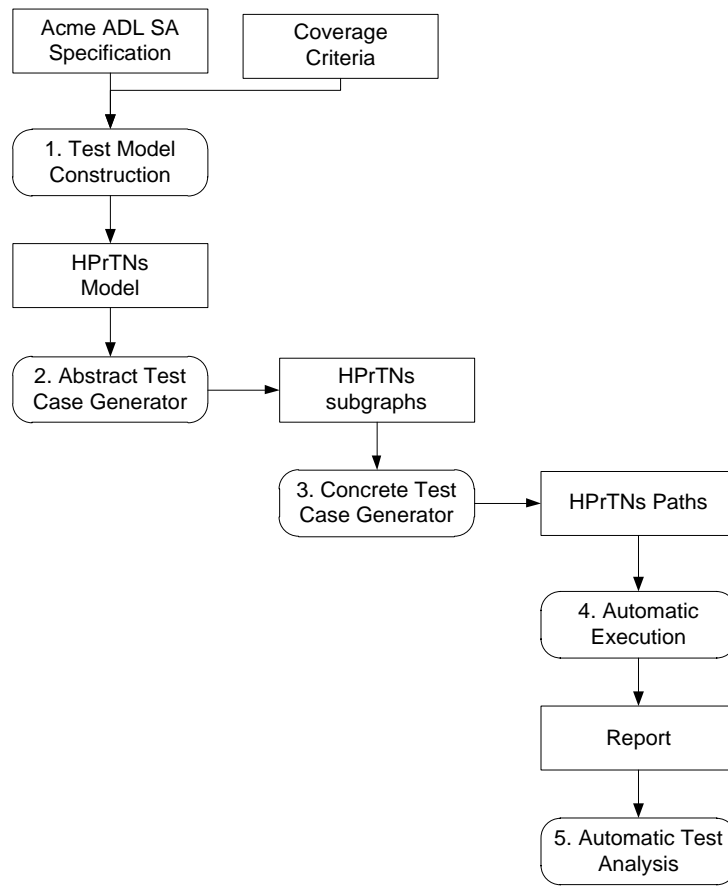 Acme ADL SA
Specification
Coverage
Criteria
1. Test Model
Construction
HPrTNs
Model
2. Abstract Test
Case Generator
HPrTNs
subgraphs
3. Concrete Test
Case Generator
HPrTNs Paths
4. Automatic
Execution
Report
5. Automatic Test
Analysis